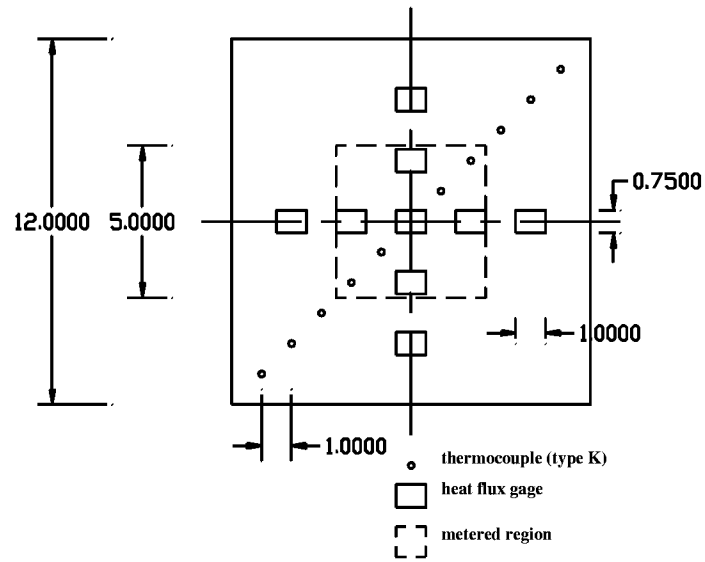 0.7500
12.0000
5.0000
1.0000
1.0000
thermocouple (type K)
heat flux gage
metered region